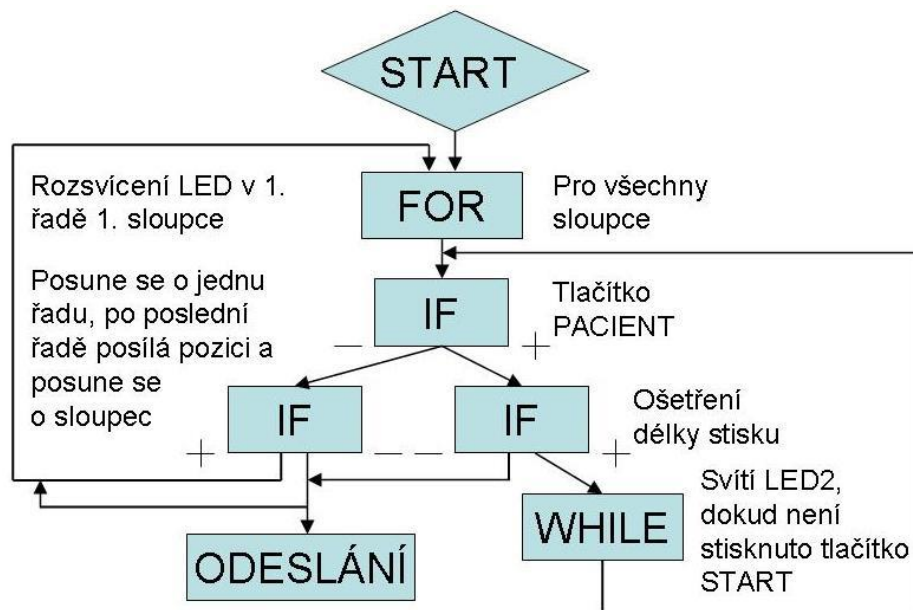 START
Rozsvícení LED v 1.
řadě 1. sloupce
FOR
Pro všechny
sloupce
Posune se o jednu
řadu, po poslední
řadě posílá pozici a
posune se
o sloupec
IF
Tlačítko
PACIENT
— +
IF
IF
Ošetření
délky stisku
+ — — +
WHILE
Svítí LED2,
dokud není
stisknuto tlačítko
START
ODESLÁNÍ